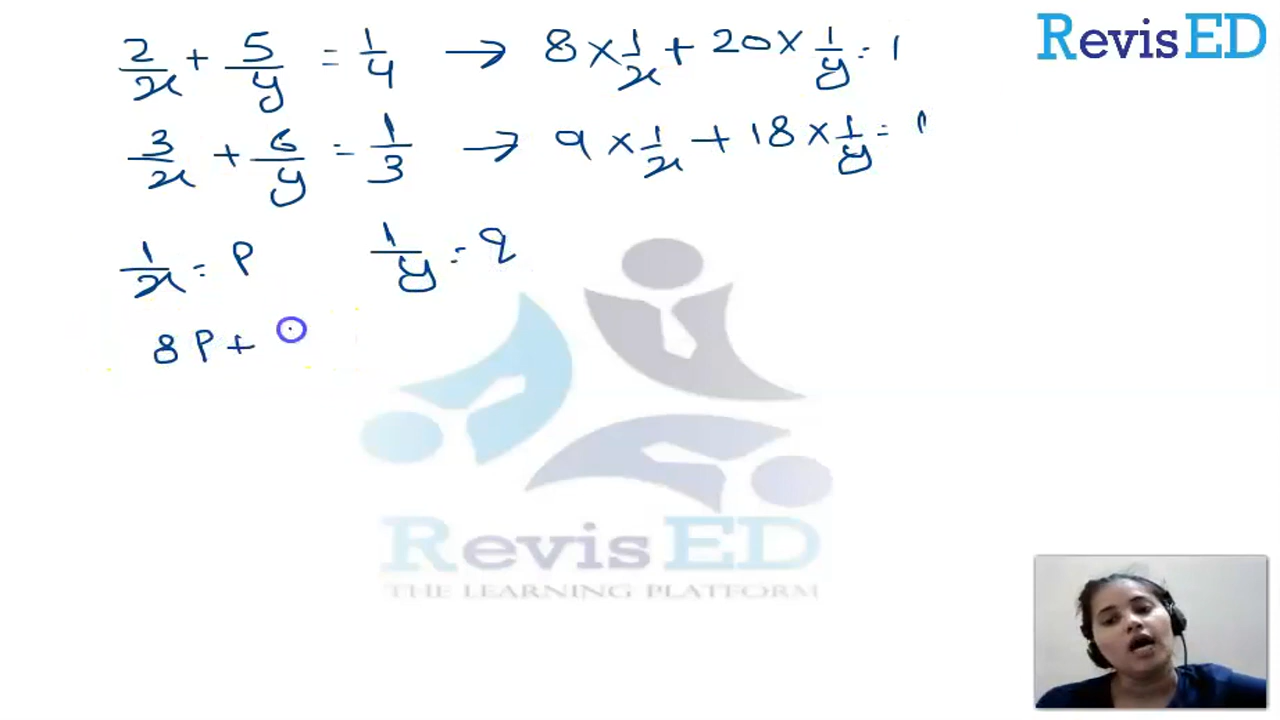 RevisED
2/x + 5/y = 1/4 → 8 × 1/x + 20 × 1/y = 1
3/x + 6/y = 1/3 → 9 × 1/x + 18 × 1/y = 1
1/x = p 1/y = q
8p +
RevisED
THE LEARNING PLATFORM